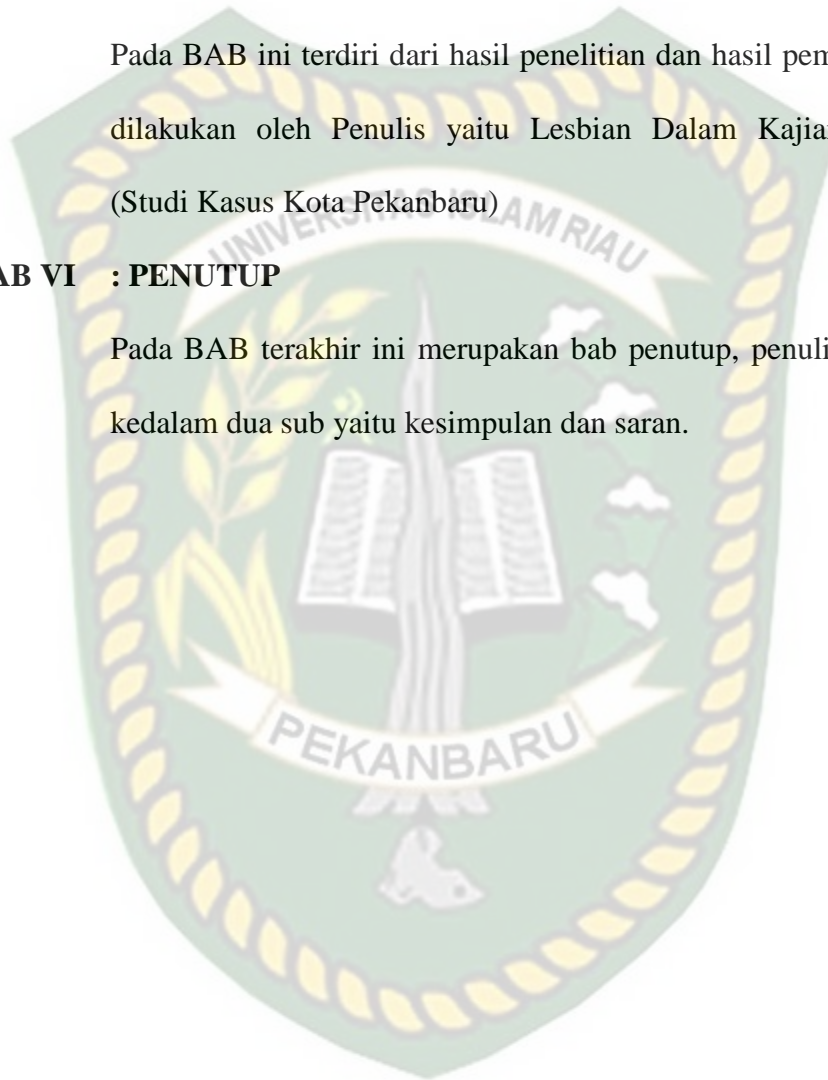 Pada BAB ini terdiri dari hasil penelitian dan hasil pem
dilakukan oleh Penulis yaitu Lesbian Dalam Kajian
(Studi Kasus Kota Pekanbaru)
UNIVERSITAS ISLAM RIAU
AB VI : PENUTUP
Pada BAB terakhir ini merupakan bab penutup, penuli
kedalam dua sub yaitu kesimpulan dan saran.
PEKANBARU